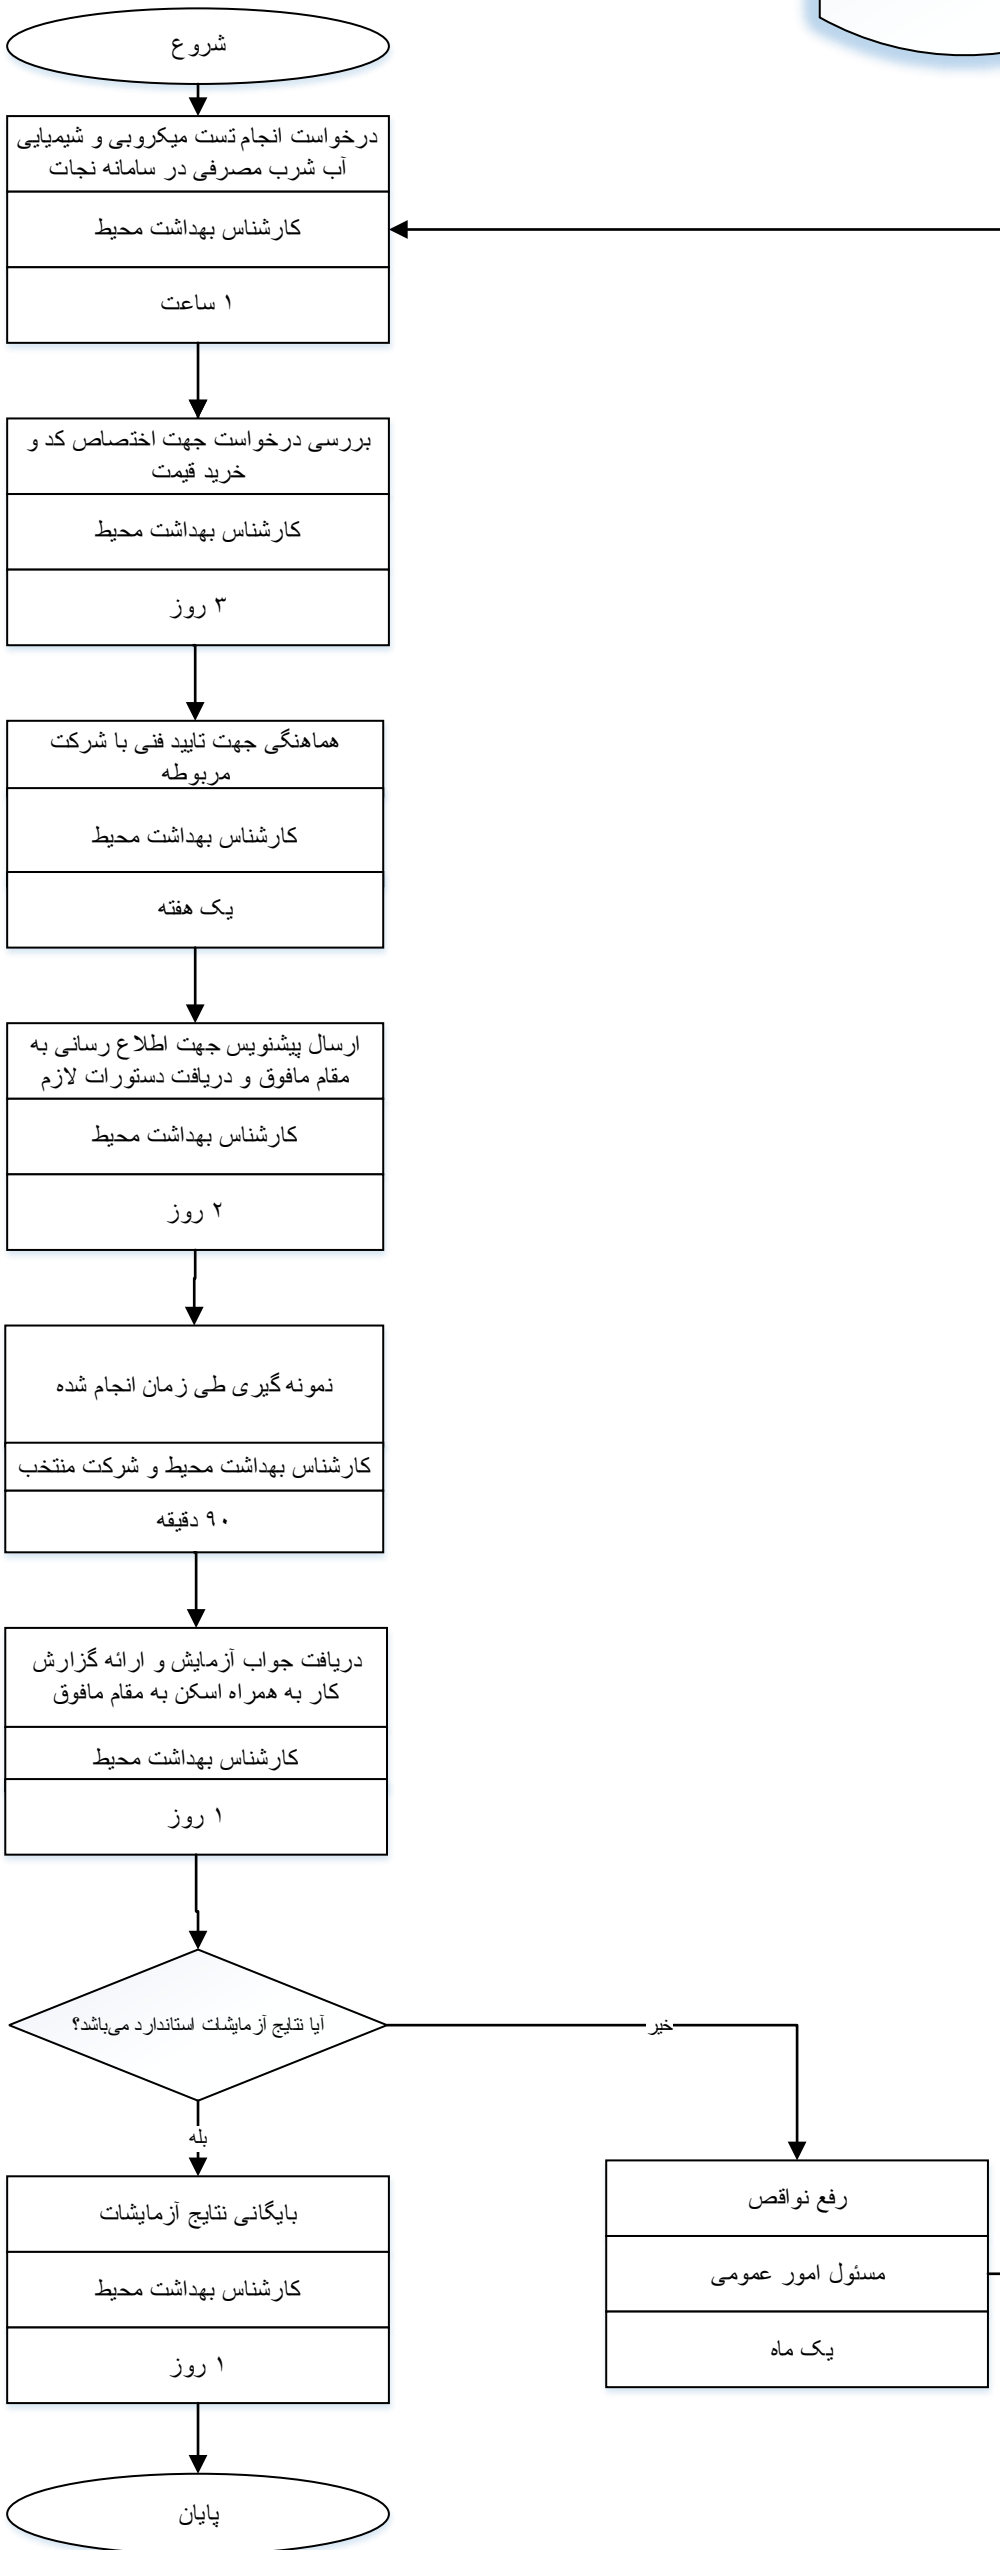 شروع
درخواست انجام تست میکروبی و شیمیایی
آب شرب مصرفی در سامانه نجات
کارشناس بهداشت محیط
۱ ساعت
بررسی درخواست جهت اختصاص کد و
خرید قیمت
کارشناس بهداشت محیط
۳ روز
هماهنگی جهت تایید فنی با شرکت
مربوطه
کارشناس بهداشت محیط
یک هفته
ارسال پیشنویس جهت اطلاع رسانی به
مقام مافوق و دریافت دستورات لازم
کارشناس بهداشت محیط
۲ روز
نمونه گیری طی زمان انجام شده
کارشناس بهداشت محیط و شرکت منتخب
۹۰ دقیقه
دریافت جواب آزمایش و ارائه گزارش
کار به همراه اسکن به مقام مافوق
کارشناس بهداشت محیط
۱ روز
آیا نتایج آزمایشات استاندارد می‌باشد؟
خیر
بله
بایگانی نتایج آزمایشات
کارشناس بهداشت محیط
۱ روز
رفع نواقص
مسئول امور عمومی
یک ماه
پایان